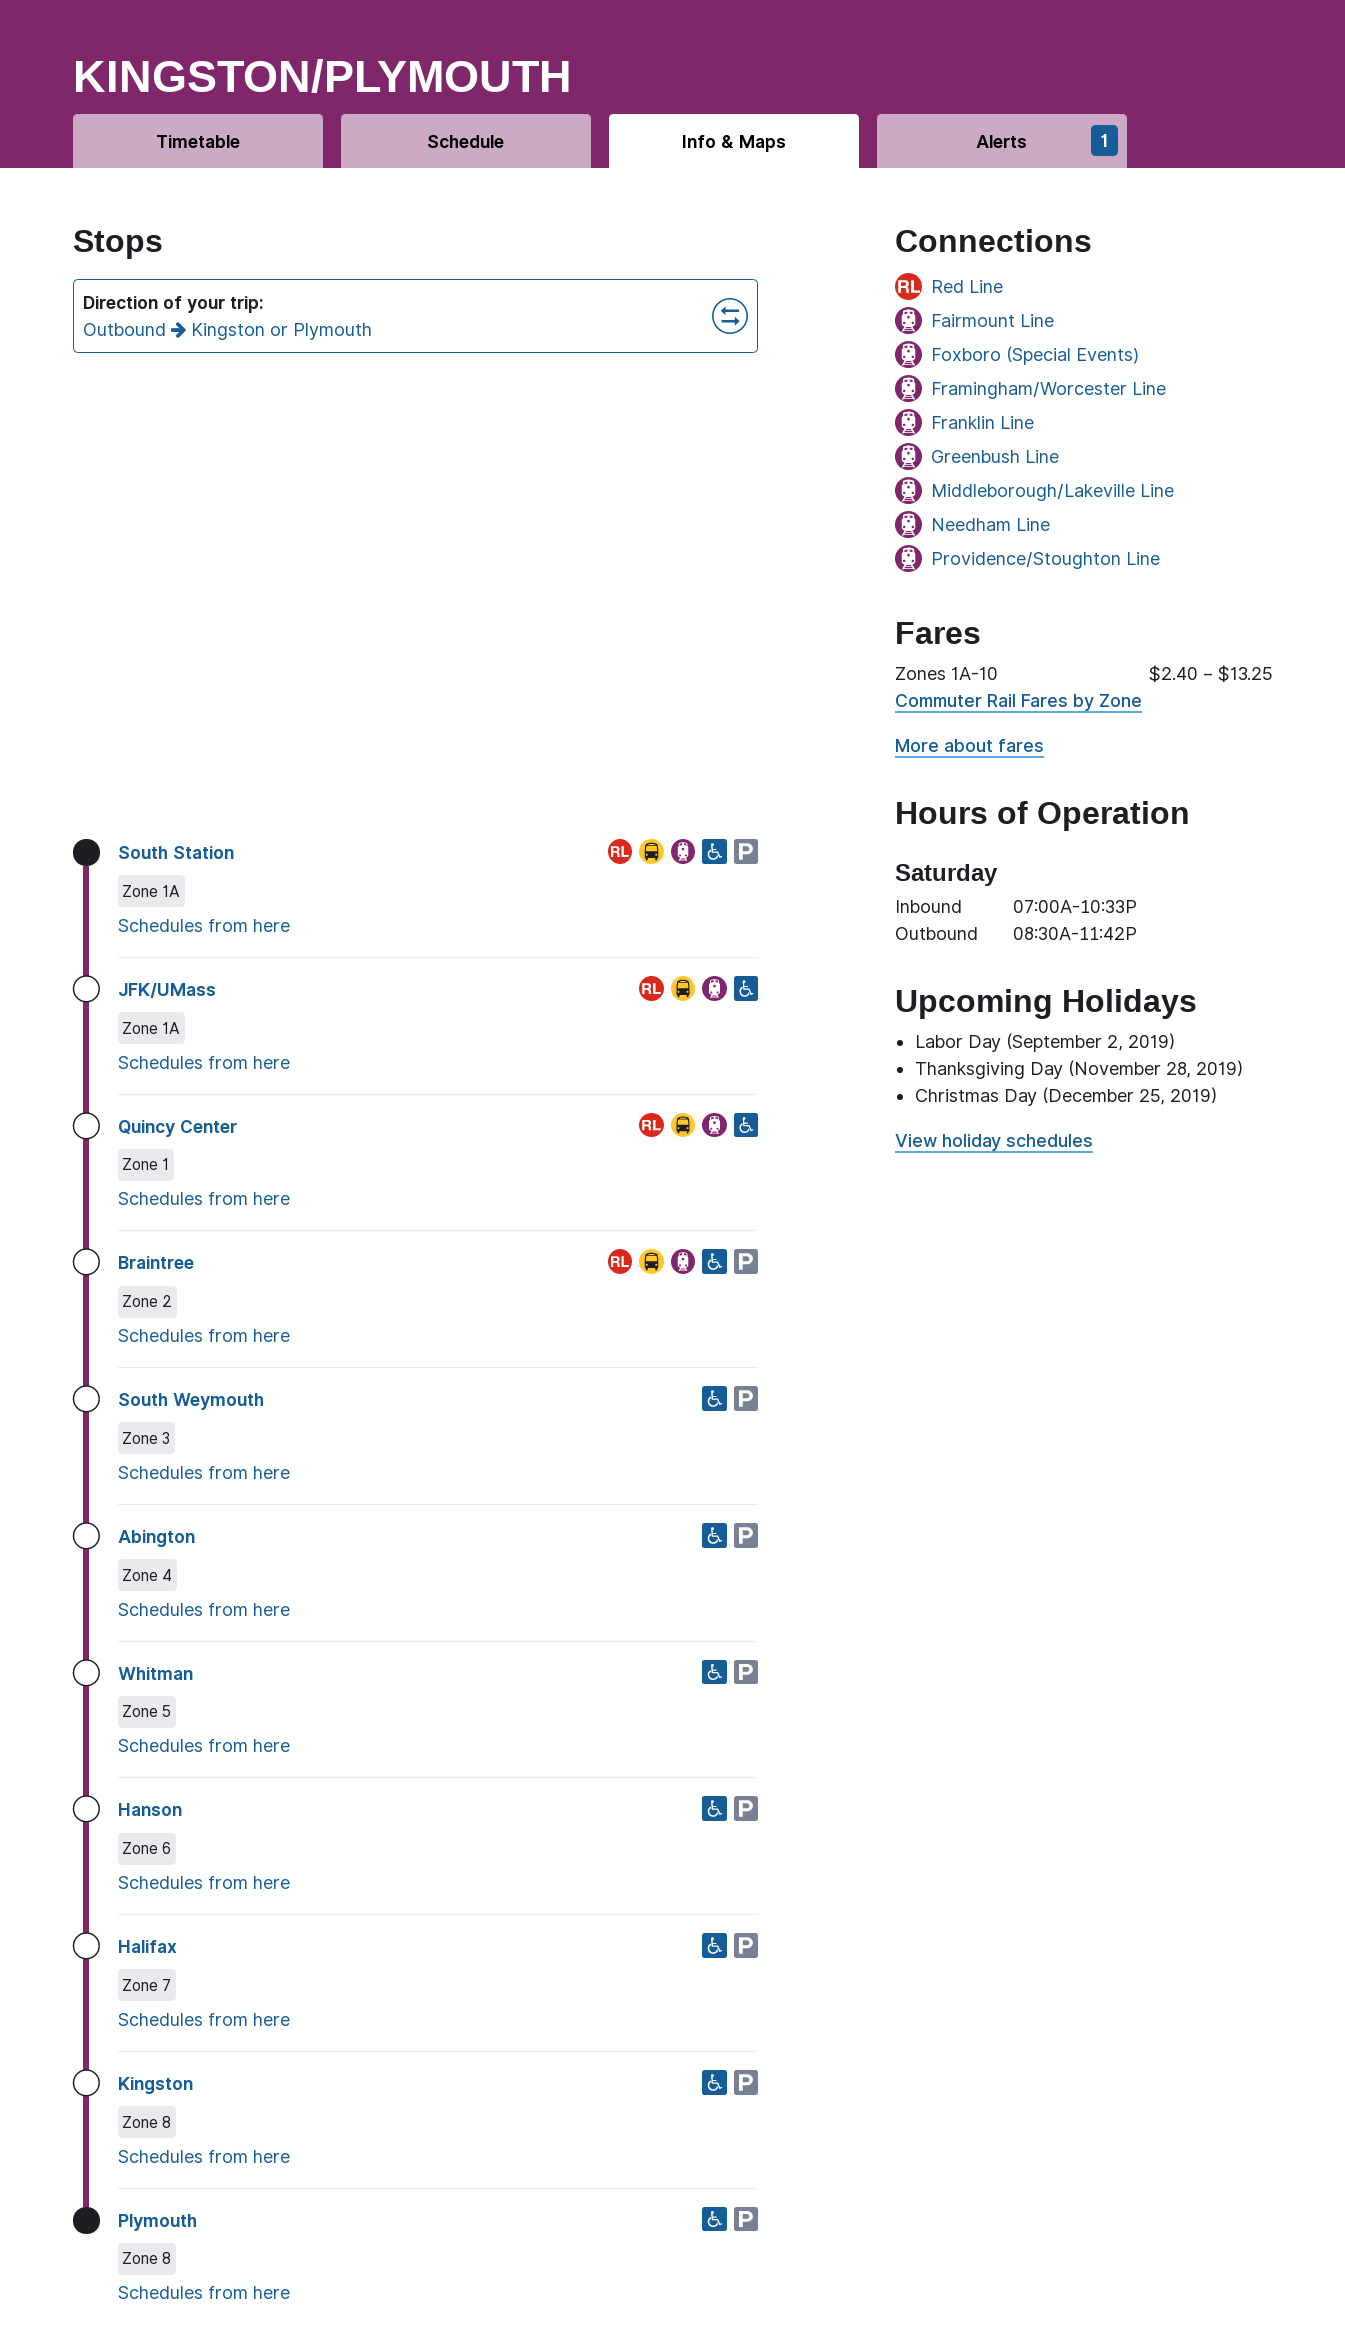 KINGSTON/PLYMOUTH
Timetable
Schedule
Info & Maps
Alerts
1
Stops
Direction of your trip:
Outbound Kingston or Plymouth
South Station
RL
P
Zone 1A
Schedules from here
JFK/UMass
RL
Zone 1A
Schedules from here
Quincy Center
RL
Zone 1
Schedules from here
Braintree
RL
P
Zone 2
Schedules from here
South Weymouth
P
Zone 3
Schedules from here
Abington
P
Zone 4
Schedules from here
Whitman
P
Zone 5
Schedules from here
Hanson
P
Zone 6
Schedules from here
Halifax
P
Zone 7
Schedules from here
Kingston
P
Zone 8
Schedules from here
Plymouth
P
Zone 8
Schedules from here
Connections
RL Red Line
Fairmount Line
Foxboro (Special Events)
Framingham/Worcester Line
Franklin Line
Greenbush Line
Middleborough/Lakeville Line
Needham Line
Providence/Stoughton Line
Fares
Zones 1A-10 $2.40 – $13.25
Commuter Rail Fares by Zone
More about fares
Hours of Operation
Saturday
Inbound 07:00A-10:33P
Outbound 08:30A-11:42P
Upcoming Holidays
• Labor Day (September 2, 2019)
• Thanksgiving Day (November 28, 2019)
• Christmas Day (December 25, 2019)
View holiday schedules